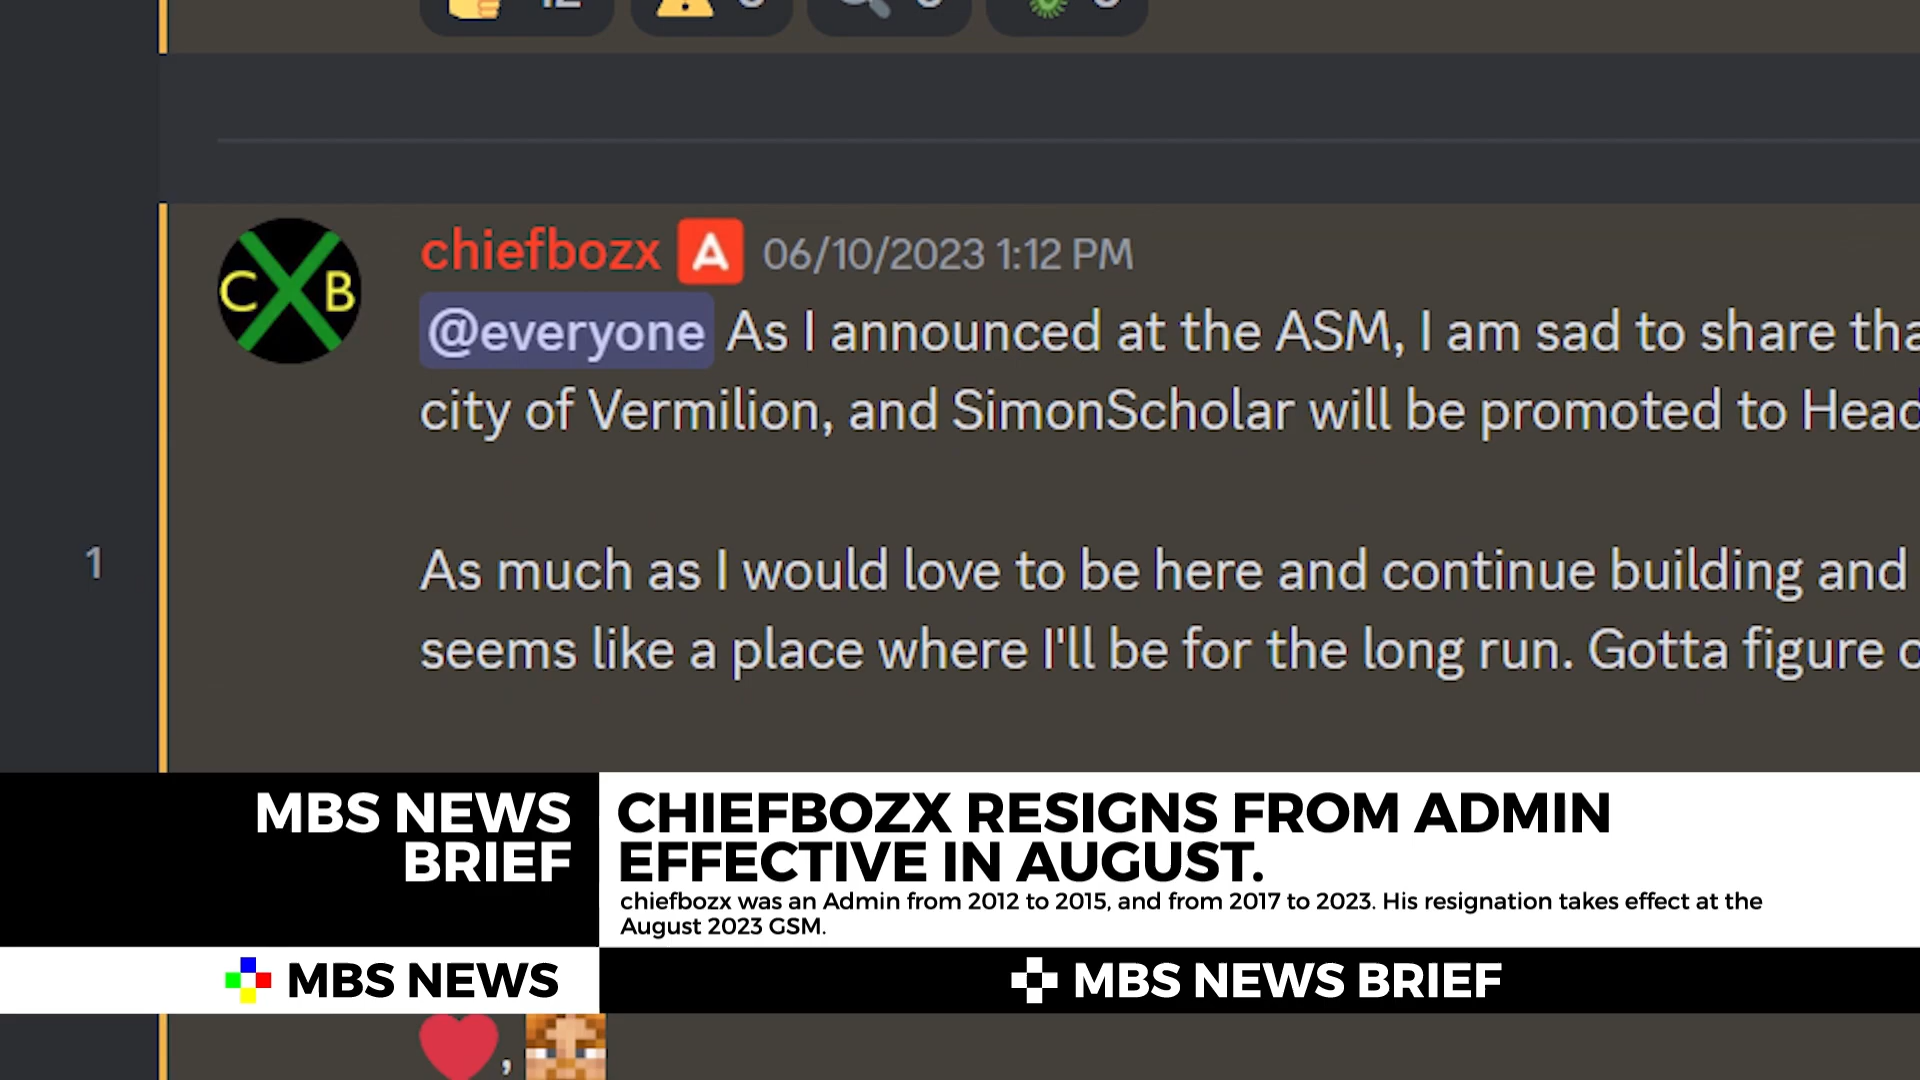 chiefbozx A 06/10/2023 1:12 PM
@everyone As I announced at the ASM, I am sad to share
city of Vermilion, and SimonScholar will be promoted to
1
As much as I would love to be here and continue building and
seems like a place where I'll be for the long run. Gotta figure
C X B
MBS NEWS
BRIEF
CHIEFBOZX RESIGNS FROM ADMIN
EFFECTIVE IN AUGUST.
chiefbozx was an Admin from 2012 to 2015, and from 2017 to 2023. His resignation takes effect at the
August 2023 GSM.
MBS NEWS
MBS NEWS BRIEF
,